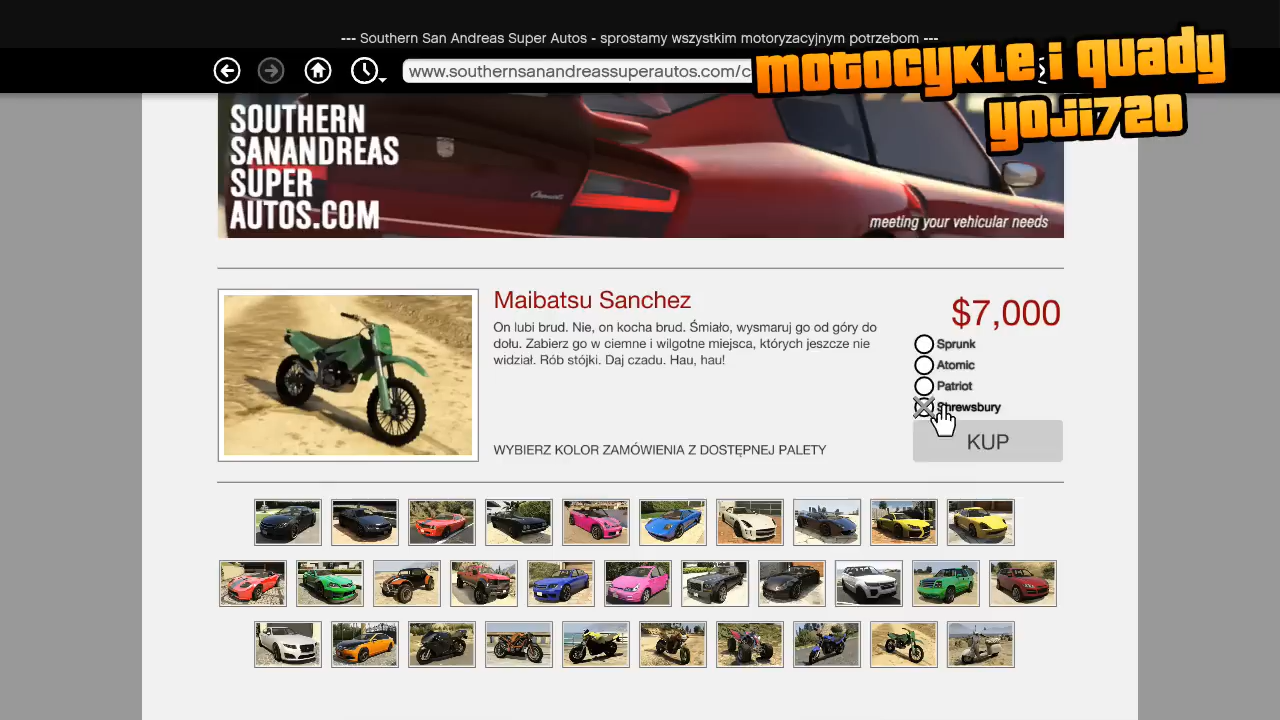 --- Southern San Andreas Super Autos - sprostamy wszystkim motoryzacyjnym potrzebom ---
www.southernsanandreassuperautos.com/c
motocykle i quady
yoji720
SOUTHERN
SANANDREAS
SUPER
AUTOS.COM
meeting your vehicular needs
Maibatsu Sanchez
$7,000
On lubi brud. Nie, on kocha brud. Śmiało, wysmaruj go od góry do
dołu. Zabierz go w ciemne i wilgotne miejsca, których jeszcze nie
widział. Rób stójki. Daj czadu. Hau, hau!
Sprunk
Atomic
Patriot
Shrewsbury
WYBIERZ KOLOR ZAMÓWIENIA Z DOSTĘPNEJ PALETY
KUP